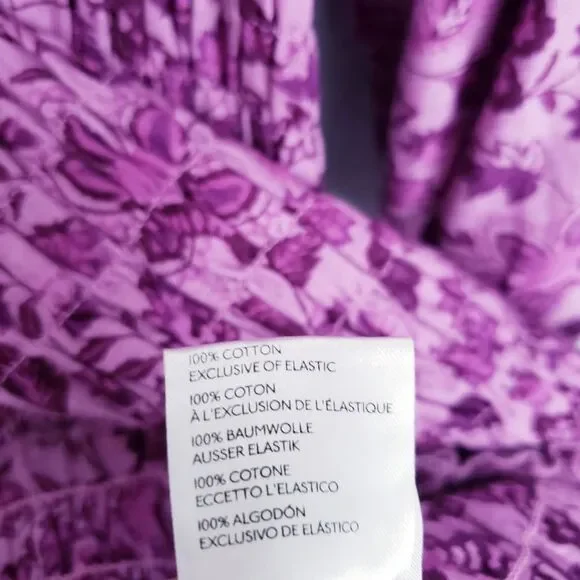 100% COTTON
EXCLUSIVE OF ELASTIC
100% COTON
À L'EXCLUSION DE L'ÉLASTIQUE
100% BAUMWOLLE
AUSSER ELASTIK
100% COTONE
ECCETTO L'ELASTICO
100% ALGODÓN
EXCLUSIVO DE ELÁSTICO